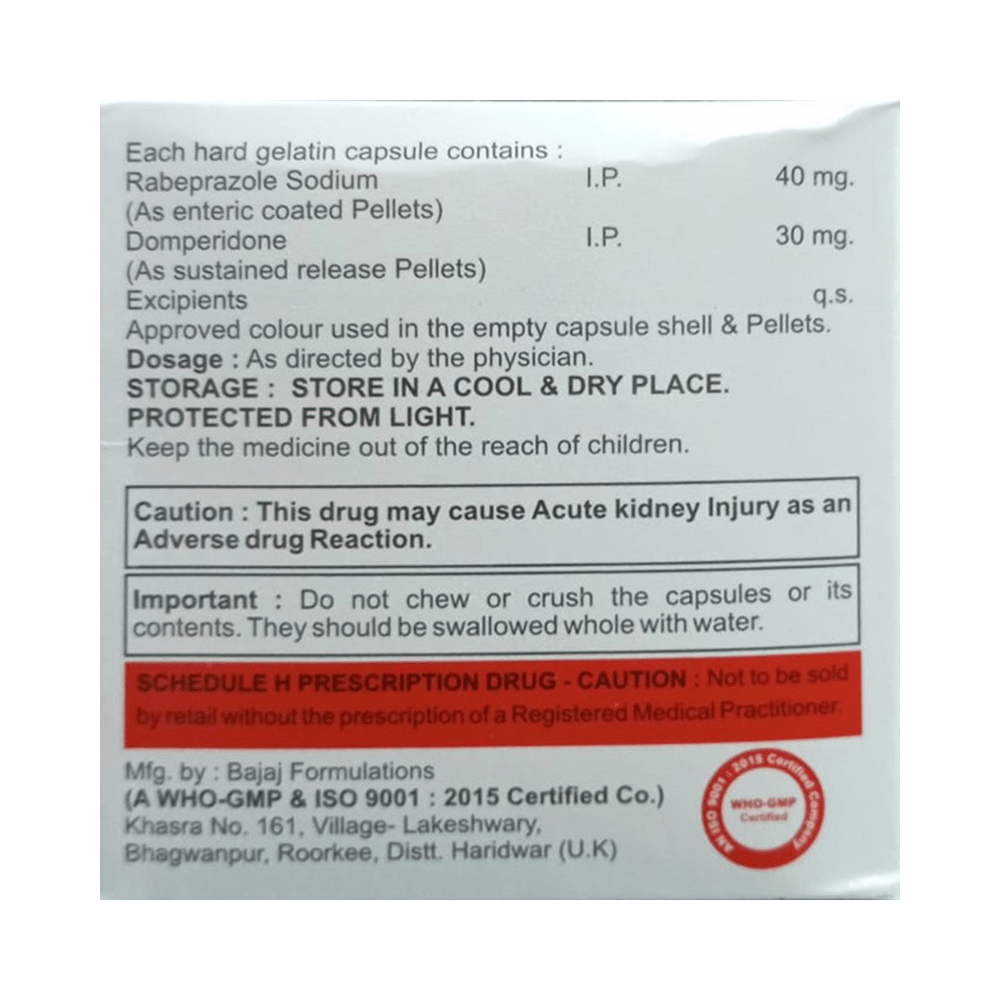 Each hard gelatin capsule contains :
Rabeprazole Sodium I.P. 40 mg.
(As enteric coated Pellets)
Domperidone I.P. 30 mg.
(As sustained release Pellets)
Excipients q.s.
Approved colour used in the empty capsule shell & Pellets.
Dosage : As directed by the physician.
STORAGE : STORE IN A COOL & DRY PLACE.
PROTECTED FROM LIGHT.
Keep the medicine out of the reach of children.
Caution : This drug may cause Acute kidney Injury as an
Adverse drug Reaction.
Important : Do not chew or crush the capsules or its
contents. They should be swallowed whole with water.
SCHEDULE H PRESCRIPTION DRUG - CAUTION : Not to be sold
by retail without the prescription of a Registered Medical Practitioner.
Mfg. by : Bajaj Formulations
(A WHO-GMP & ISO 9001 : 2015 Certified Co.)
Khasra No. 161, Village- Lakeshwary,
Bhagwanpur, Roorkee, Distt. Haridwar (U.K)
AN ISO 9001 : 2015 Certified Company
WHO-GMP
Certified